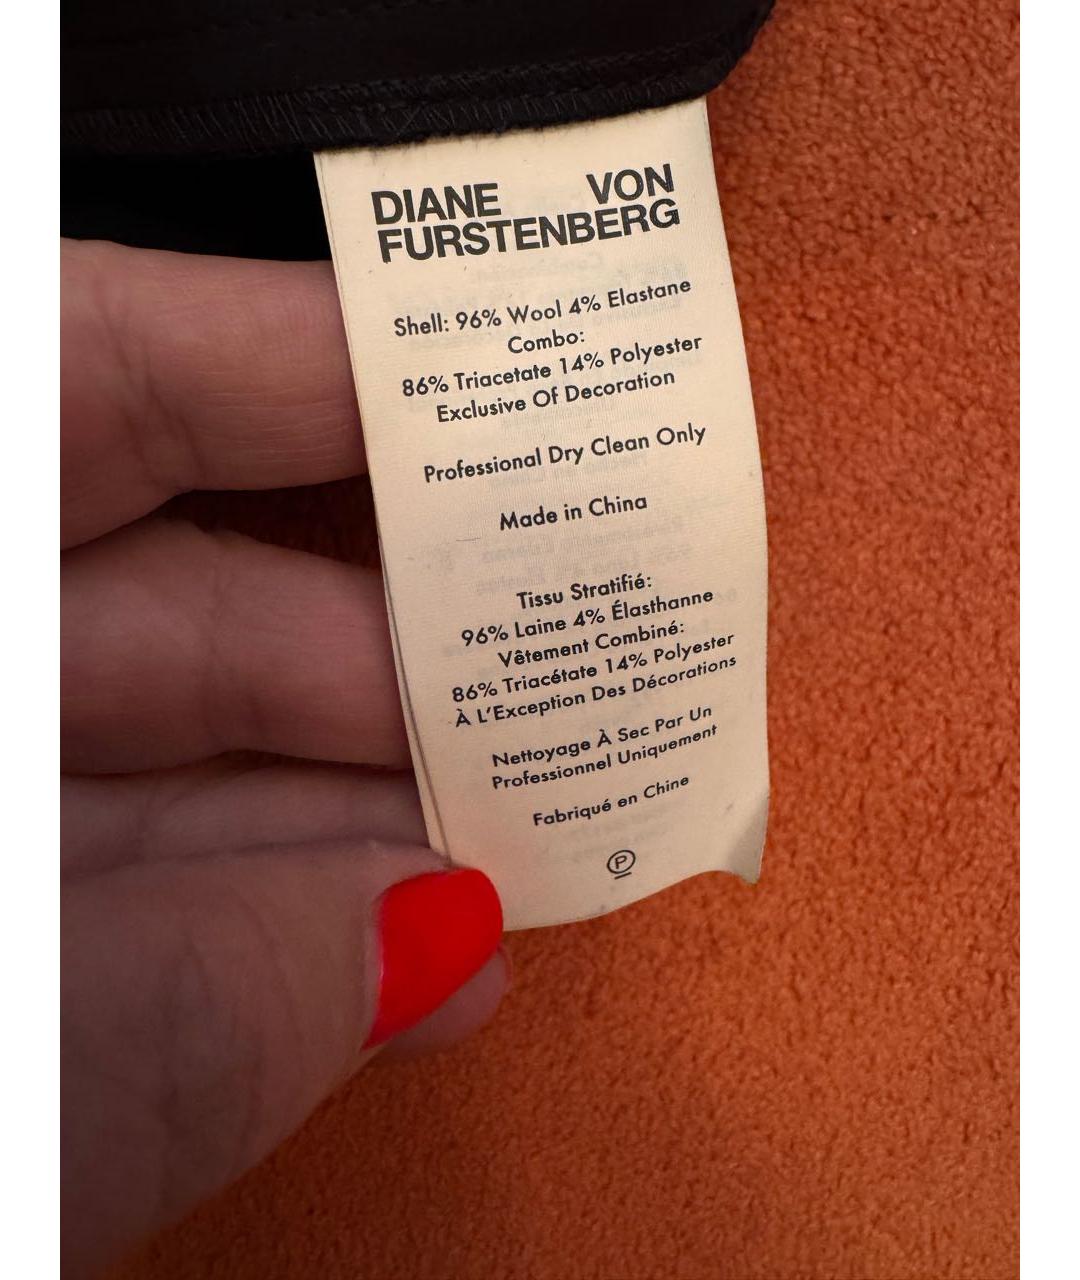 DIANE VON
FURSTENBERG
Shell: 96% Wool 4% Elastane
Combo:
86% Triacetate 14% Polyester
Exclusive Of Decoration
Professional Dry Clean Only
Made in China
Tissu Stratifié:
96% Laine 4% Élasthanne
Vêtement Combiné:
86% Triacétate 14% Polyester
À L'Exception Des Décorations
Nettoyage À Sec Par Un
Professionnel Uniquement
Fabriqué en Chine
P